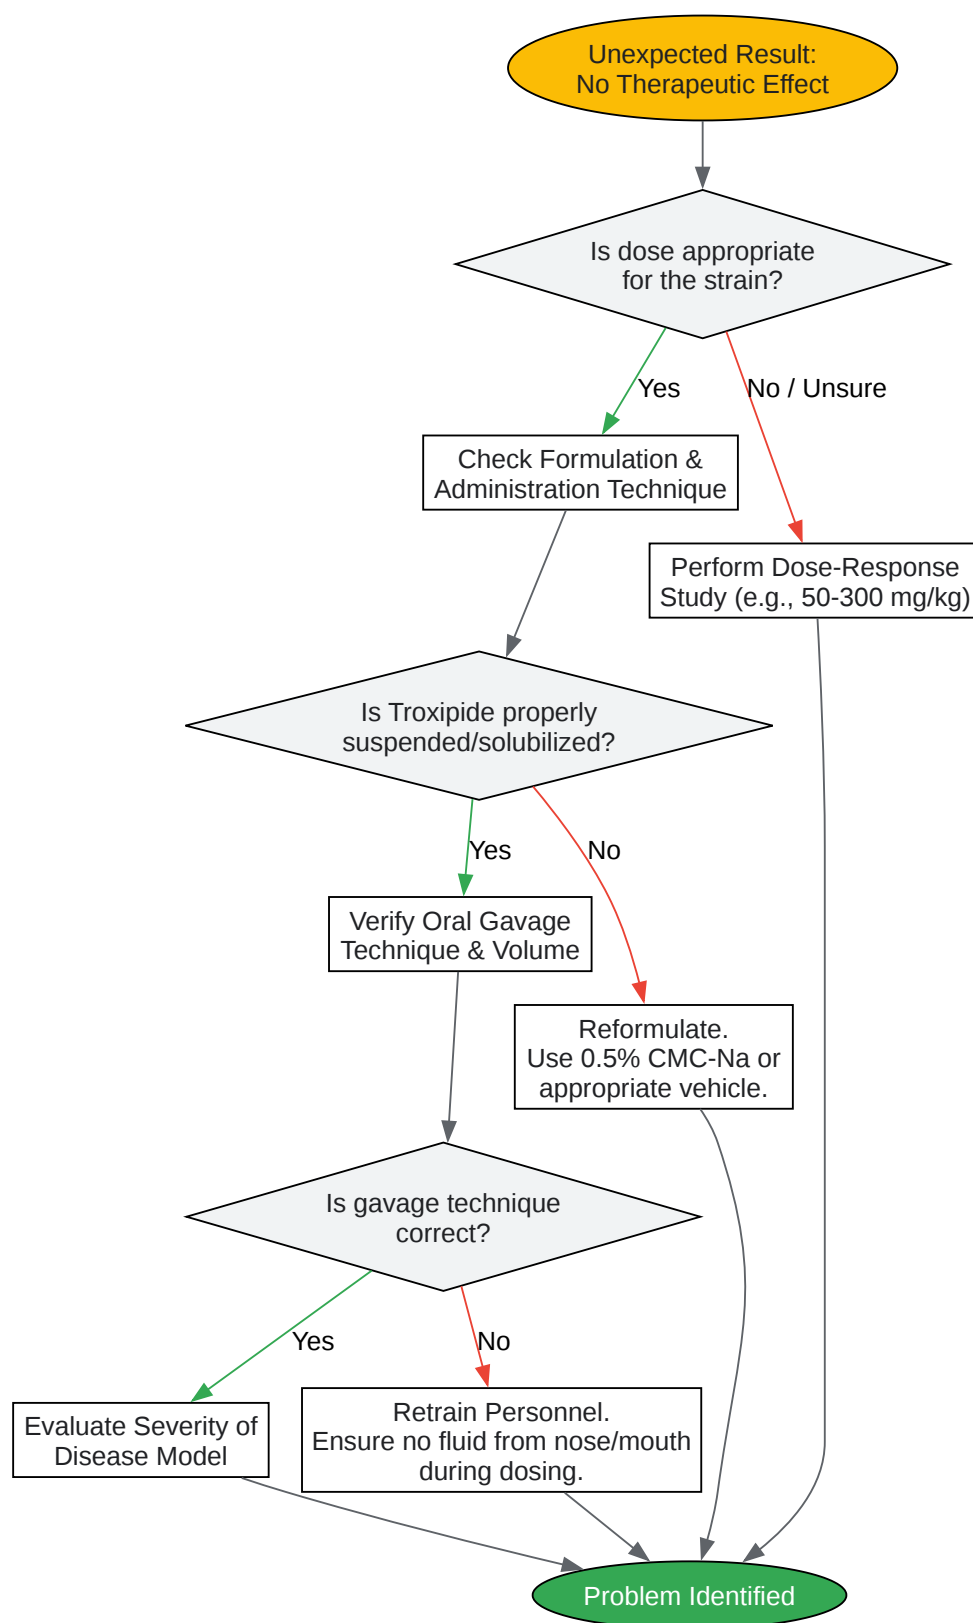 Unexpected Result:
No Therapeutic Effect
Is dose appropriate
for the strain?
Yes
No / Unsure
Check Formulation &
Administration Technique
Perform Dose-Response
Study (e.g., 50-300 mg/kg)
Is Troxipide properly
suspended/solubilized?
Yes
No
Verify Oral Gavage
Technique & Volume
Reformulate.
Use 0.5% CMC-Na or
appropriate vehicle.
Is gavage technique
correct?
Yes
No
Evaluate Severity of
Disease Model
Retrain Personnel.
Ensure no fluid from nose/mouth
during dosing.
Problem Identified